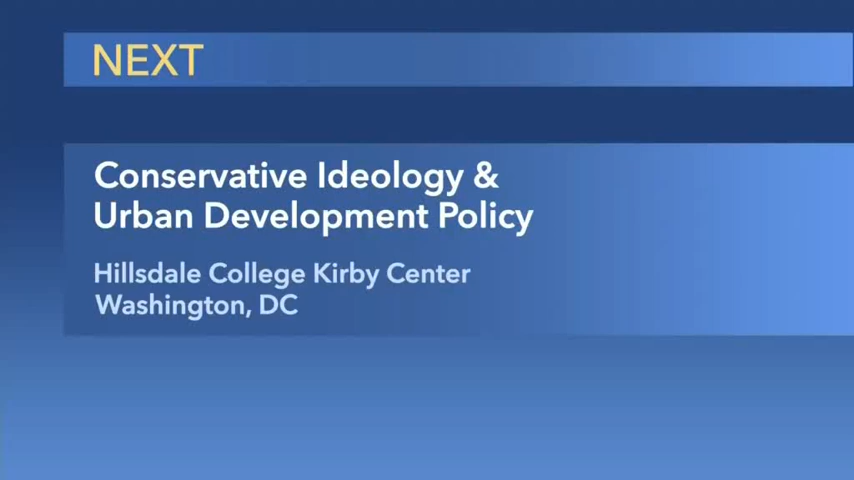 NEXT
Conservative Ideology &
Urban Development Policy
Hillsdale College Kirby Center
Washington, DC